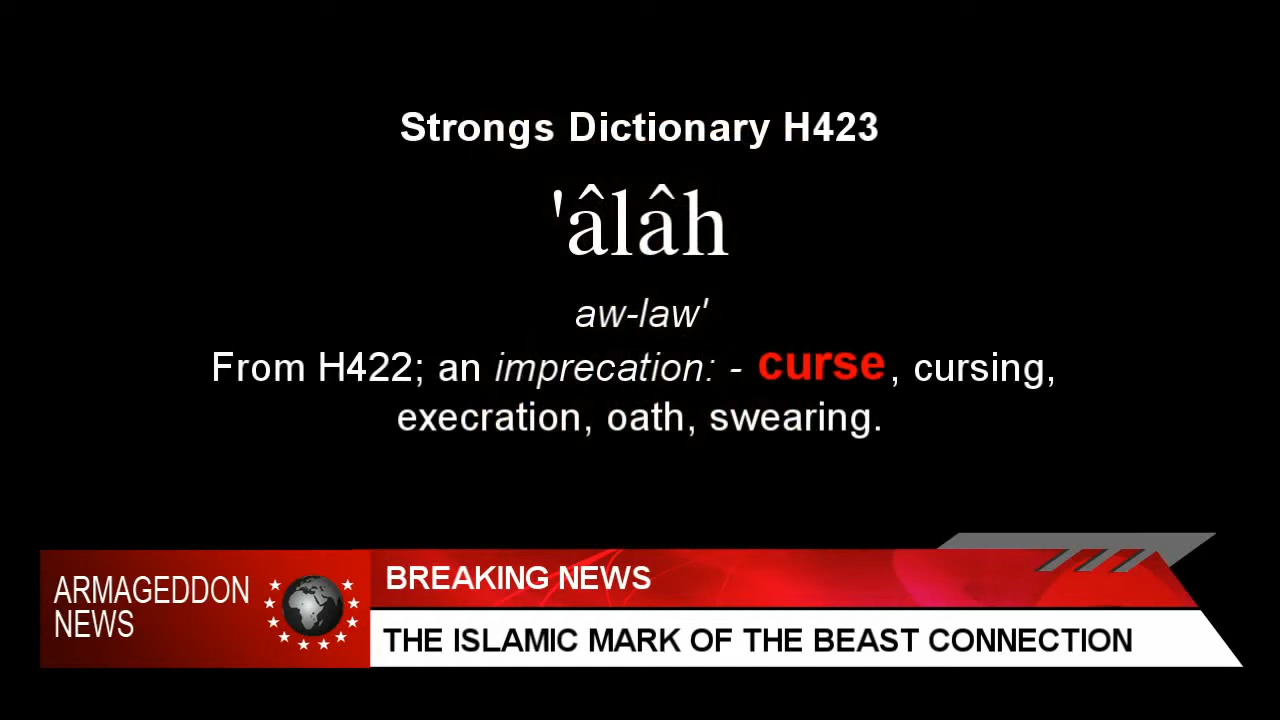 Strongs Dictionary H423
'âlâh
aw-law'
From H422; an imprecation: - curse, cursing,
execration, oath, swearing.
ARMAGEDDON
NEWS
BREAKING NEWS
THE ISLAMIC MARK OF THE BEAST CONNECTION